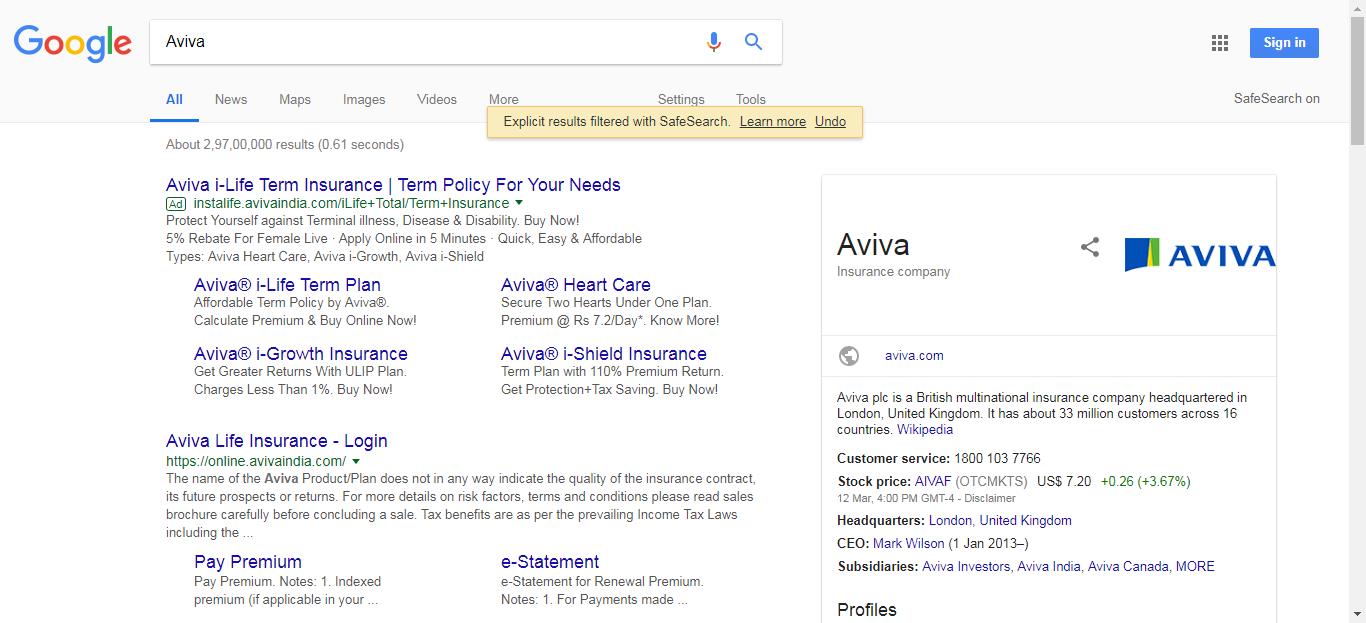 Google
Aviva
Sign in
All
News
Maps
Images
Videos
More
Settings
Tools
SafeSearch on
Explicit results filtered with SafeSearch. Learn more Undo
About 2,97,00,000 results (0.61 seconds)
Aviva i-Life Term Insurance | Term Policy For Your Needs
Ad instalife.avivaindia.com/iLife+Total/Term+Insurance
Protect Yourself against Terminal illness, Disease & Disability. Buy Now!
5% Rebate For Female Live · Apply Online in 5 Minutes · Quick, Easy & Affordable
Types: Aviva Heart Care, Aviva i-Growth, Aviva i-Shield
Aviva® i-Life Term Plan
Affordable Term Policy by Aviva®.
Calculate Premium & Buy Online Now!
Aviva® Heart Care
Secure Two Hearts Under One Plan.
Premium @ Rs 7.2/Day*. Know More!
Aviva® i-Growth Insurance
Get Greater Returns With ULIP Plan.
Charges Less Than 1%. Buy Now!
Aviva® i-Shield Insurance
Term Plan with 110% Premium Return.
Get Protection+Tax Saving. Buy Now!
Aviva Life Insurance - Login
https://online.avivaindia.com/
The name of the Aviva Product/Plan does not in any way indicate the quality of the insurance contract,
its future prospects or returns. For more details on risk factors, terms and conditions please read sales
brochure carefully before concluding a sale. Tax benefits are as per the prevailing Income Tax Laws
including the ...
Pay Premium
Pay Premium. Notes: 1. Indexed
premium (if applicable in your ...
e-Statement
e-Statement for Renewal Premium.
Notes: 1. For Payments made ...
Aviva
Insurance company
AVIVA
aviva.com
Aviva plc is a British multinational insurance company headquartered in
London, United Kingdom. It has about 33 million customers across 16
countries. Wikipedia
Customer service: 1800 103 7766
Stock price: AIVAF (OTCMKTS) US$ 7.20 +0.26 (+3.67%)
12 Mar, 4:00 PM GMT-4 - Disclaimer
Headquarters: London, United Kingdom
CEO: Mark Wilson (1 Jan 2013–)
Subsidiaries: Aviva Investors, Aviva India, Aviva Canada, MORE
Profiles